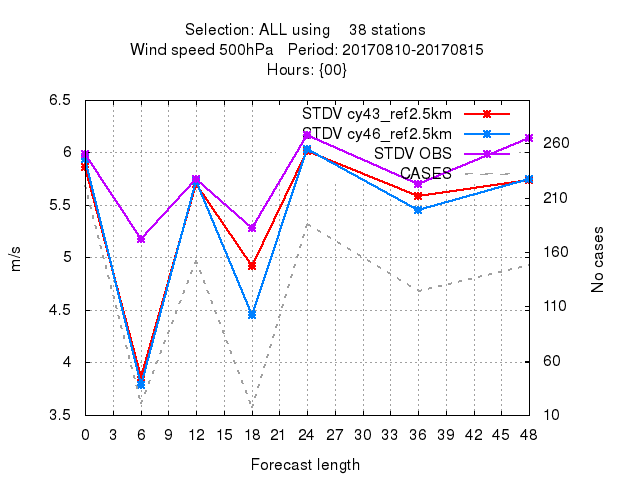 Selection: ALL using    38 stations
Wind speed 500hPa   Period: 20170810-20170815
Hours: {00}
STDV cy43_ref2.5km
STDV cy46_ref2.5km
STDV OBS
CASES
6.5
6
5.5
5
4.5
4
3.5
260
210
160
110
60
10
m/s
No cases
0 3 6 9 12 15 18 21 24 27 30 33 36 39 42 45 48
Forecast length